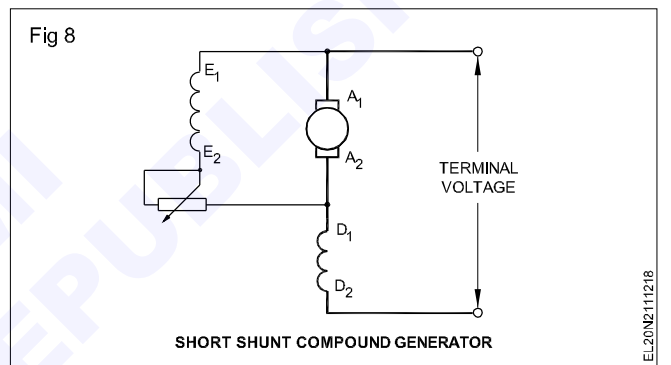 Fig 8
E1
E2
A1
A2
D1
D2
TERMINAL
VOLTAGE
SHORT SHUNT COMPOUND GENERATOR
EL20N2111218